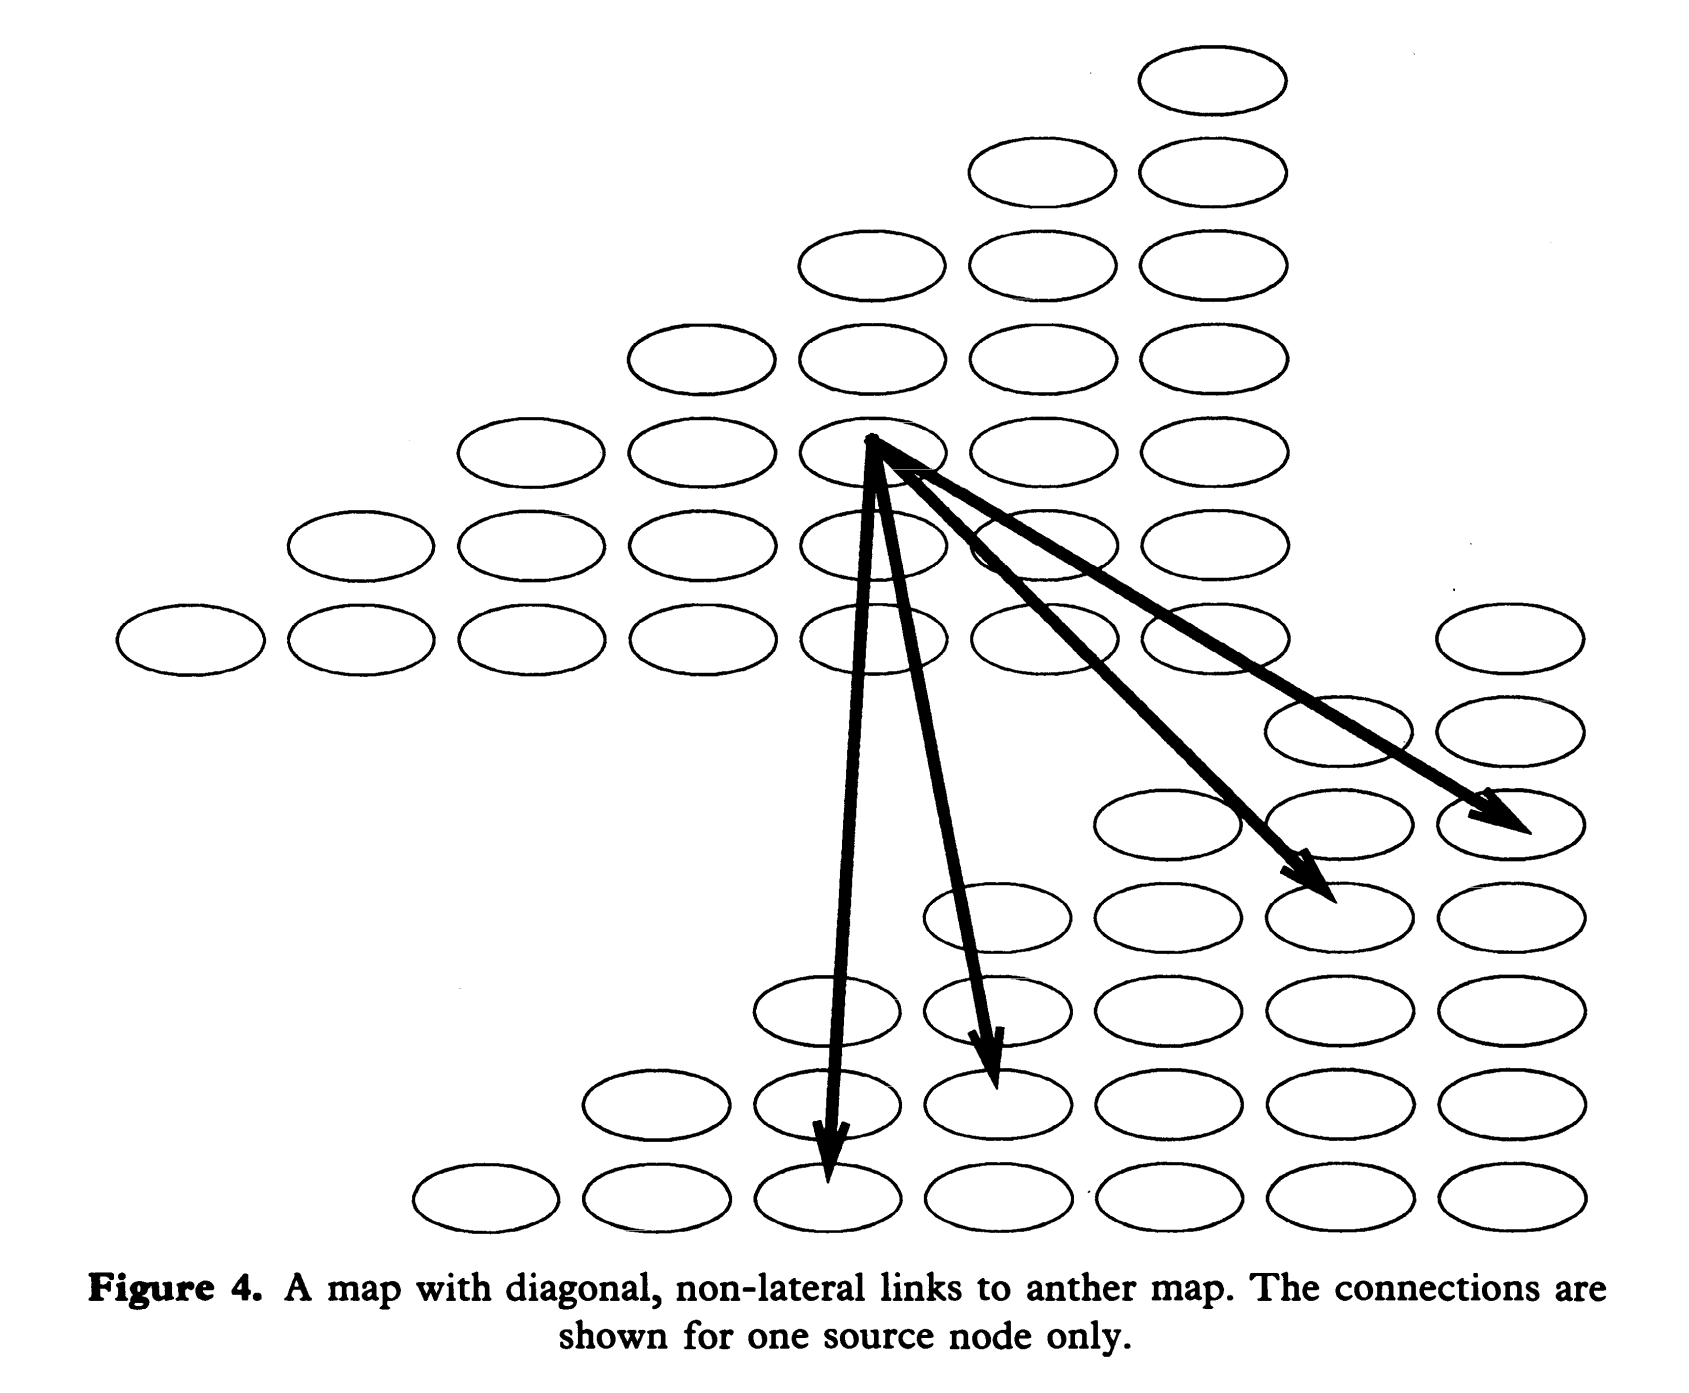 Figure 4. A map with diagonal, non-lateral links to anther map. The connections are
shown for one source node only.